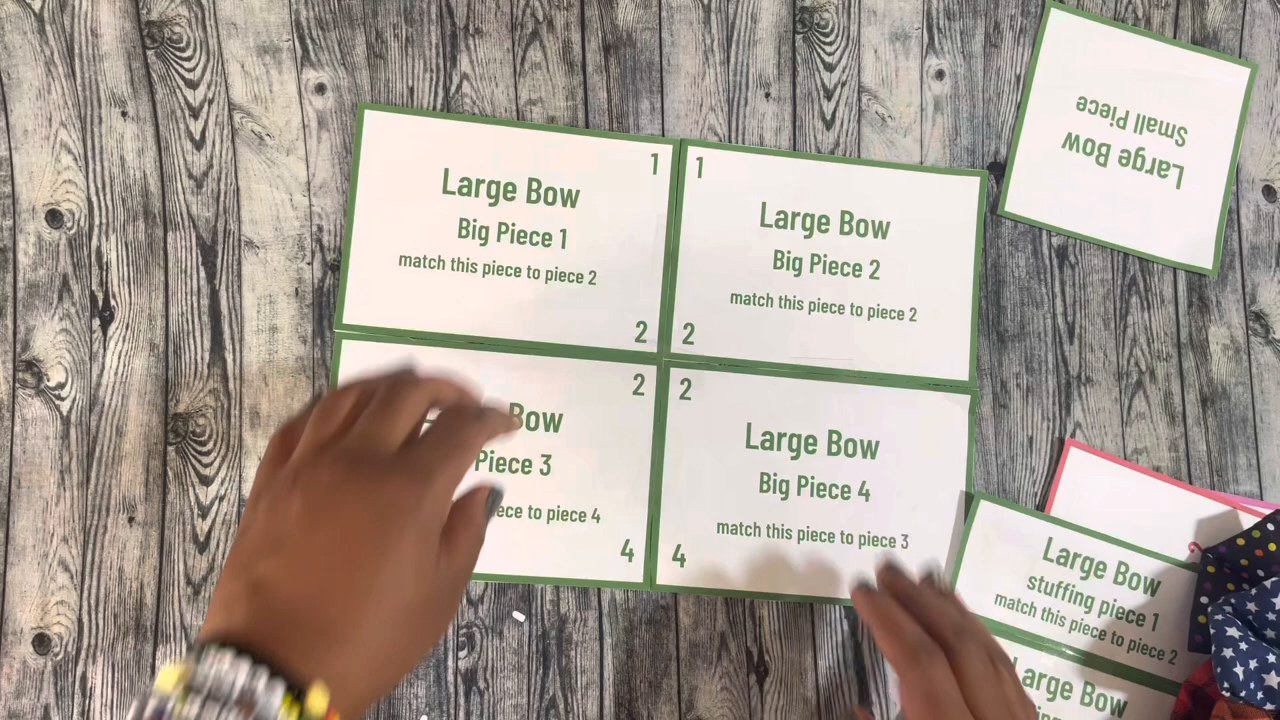 1
Large Bow
Big Piece 1
match this piece to piece 2
2
1
Large Bow
Big Piece 2
match this piece to piece 2
2
2
Bow
Piece 3
to piece 4
4
2
Large Bow
Big Piece 4
match this piece to piece 3
4
Large Bow
Small Piece
Large Bow
stuffing piece 1
match this piece to piece 2
Large Bow